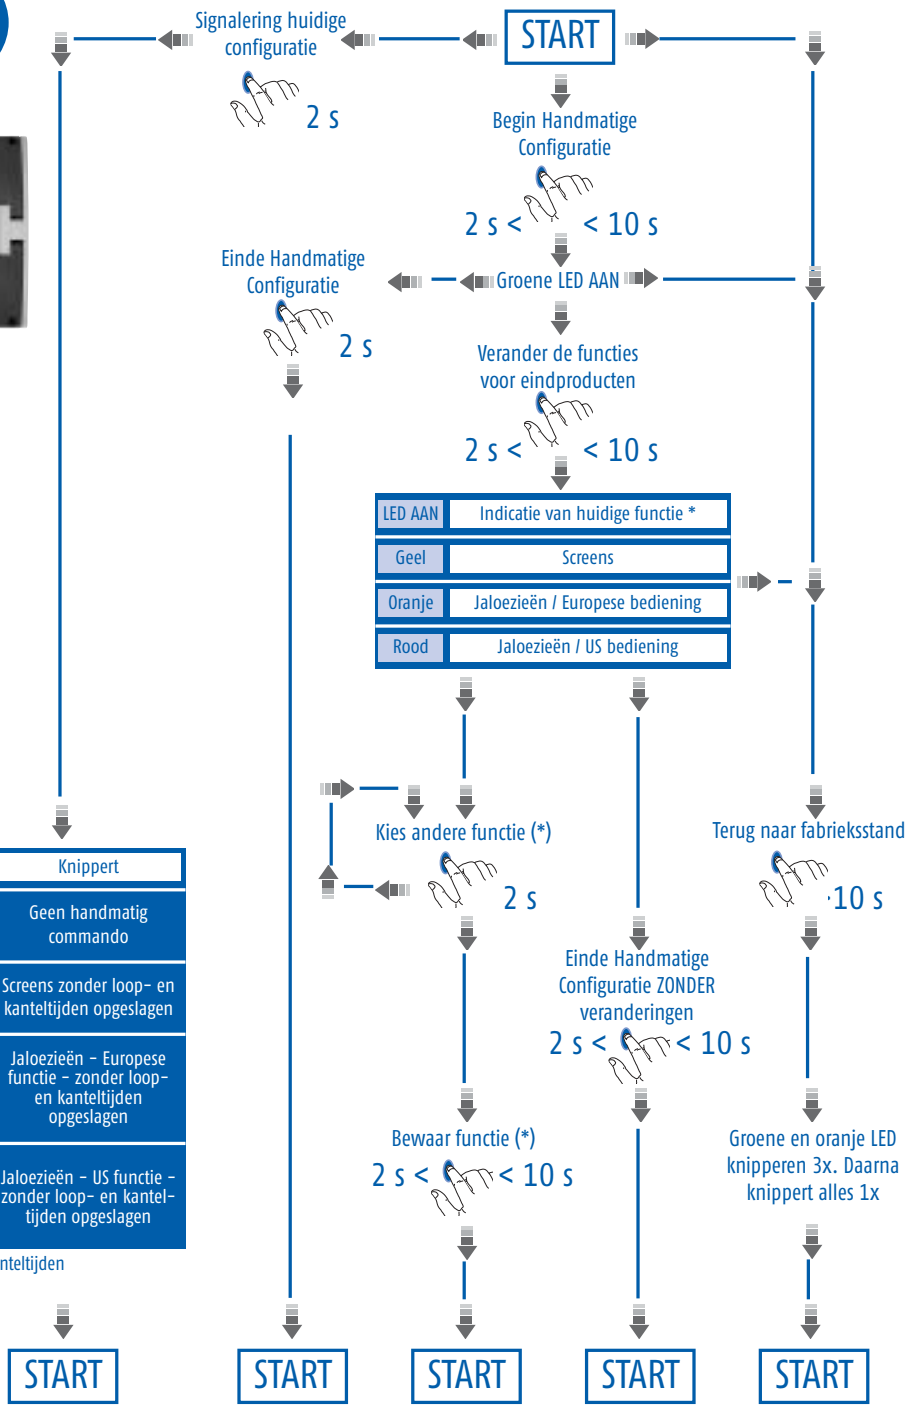 Signalering huidige
configuratie
2 s
START
Begin Handmatige
Configuratie
2 s < < 10 s
Einde Handmatige
Configuratie
2 s
Groene LED AAN
Verander de functies
voor eindproducten
2 s < < 10 s
LED AAN Indicatie van huidige functie *
Geel Screens
Oranje Jaloezieën / Europese bediening
Rood Jaloezieën / US bediening
Kies andere functie (*)
2 s
Terug naar fabrieksstand
10 s
Knippert
Geen handmatig
commando
Screens zonder loop- en
kanteltijden opgeslagen
Jaloezieën - Europese
functie - zonder loop-
en kanteltijden
opgeslagen
Jaloezieën - US functie -
zonder loop- en kantel-
tijden opgeslagen
nteltijden
Einde Handmatige
Configuratie ZONDER
veranderingen
2 s < < 10 s
Bewaar functie (*)
2 s < < 10 s
Groene en oranje LED
knipperen 3x. Daarna
knippert alles 1x
START
START
START
START
START